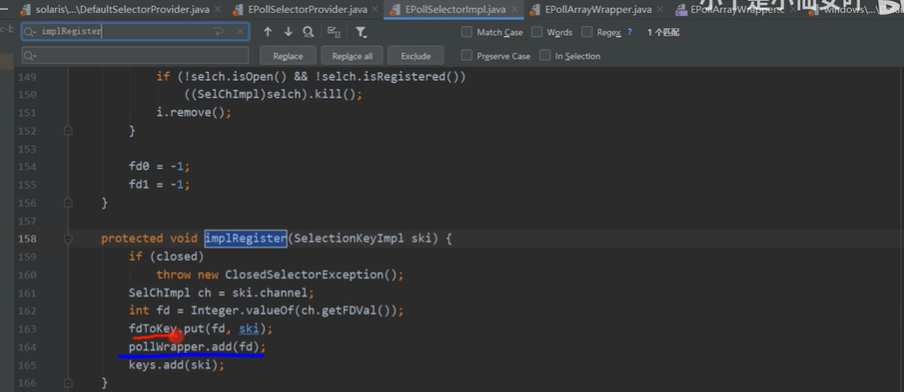 solaris\...\DefaultSelectorProvider.java EPollSelectorProvider.java EPollSelectorImpl.java EPollArrayWrapper.java EPollArrayWrapper.c windows\...\
implRegister Match Case Words Regex ? 1 个匹配
Replace Replace all Exclude Preserve Case In Selection
149 if (!selch.isOpen() && !selch.isRegistered())
150 ((SelChImpl)selch).kill();
151 i.remove();
152 }
153
154 fd0 = -1;
155 fd1 = -1;
156 }
157
158 protected void implRegister(SelectionKeyImpl ski) {
159 if (closed)
160 throw new ClosedSelectorException();
161 SelChImpl ch = ski.channel;
162 int fd = Integer.valueOf(ch.getFDVal());
163 fdToKey.put(fd, ski);
164 pollWrapper.add(fd);
165 keys.add(ski);
166 }